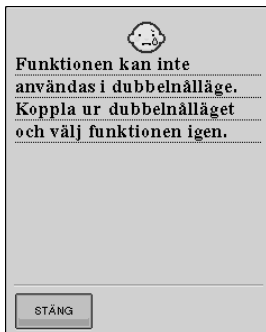 Funktionen kan inte
användas i dubbelnålläge.
Koppla ur dubbelnålläget
och välj funktionen igen.
STÄNG